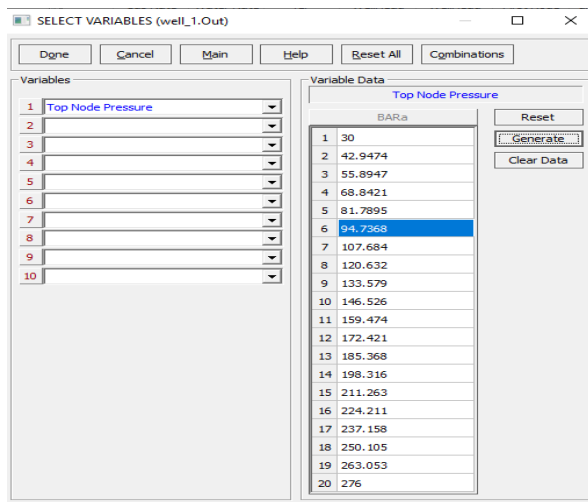 SELECT VARIABLES (well_1.Out)
Done Cancel Main Help Reset All Combinations
Variables
1 Top Node Pressure
2
3
4
5
6
7
8
9
10
Variable Data
Top Node Pressure
BARa
1 30
2 42.9474
3 55.8947
4 68.8421
5 81.7895
6 94.7368
7 107.684
8 120.632
9 133.579
10 146.526
11 159.474
12 172.421
13 185.368
14 198.316
15 211.263
16 224.211
17 237.158
18 250.105
19 263.053
20 276
Reset
Generate
Clear Data